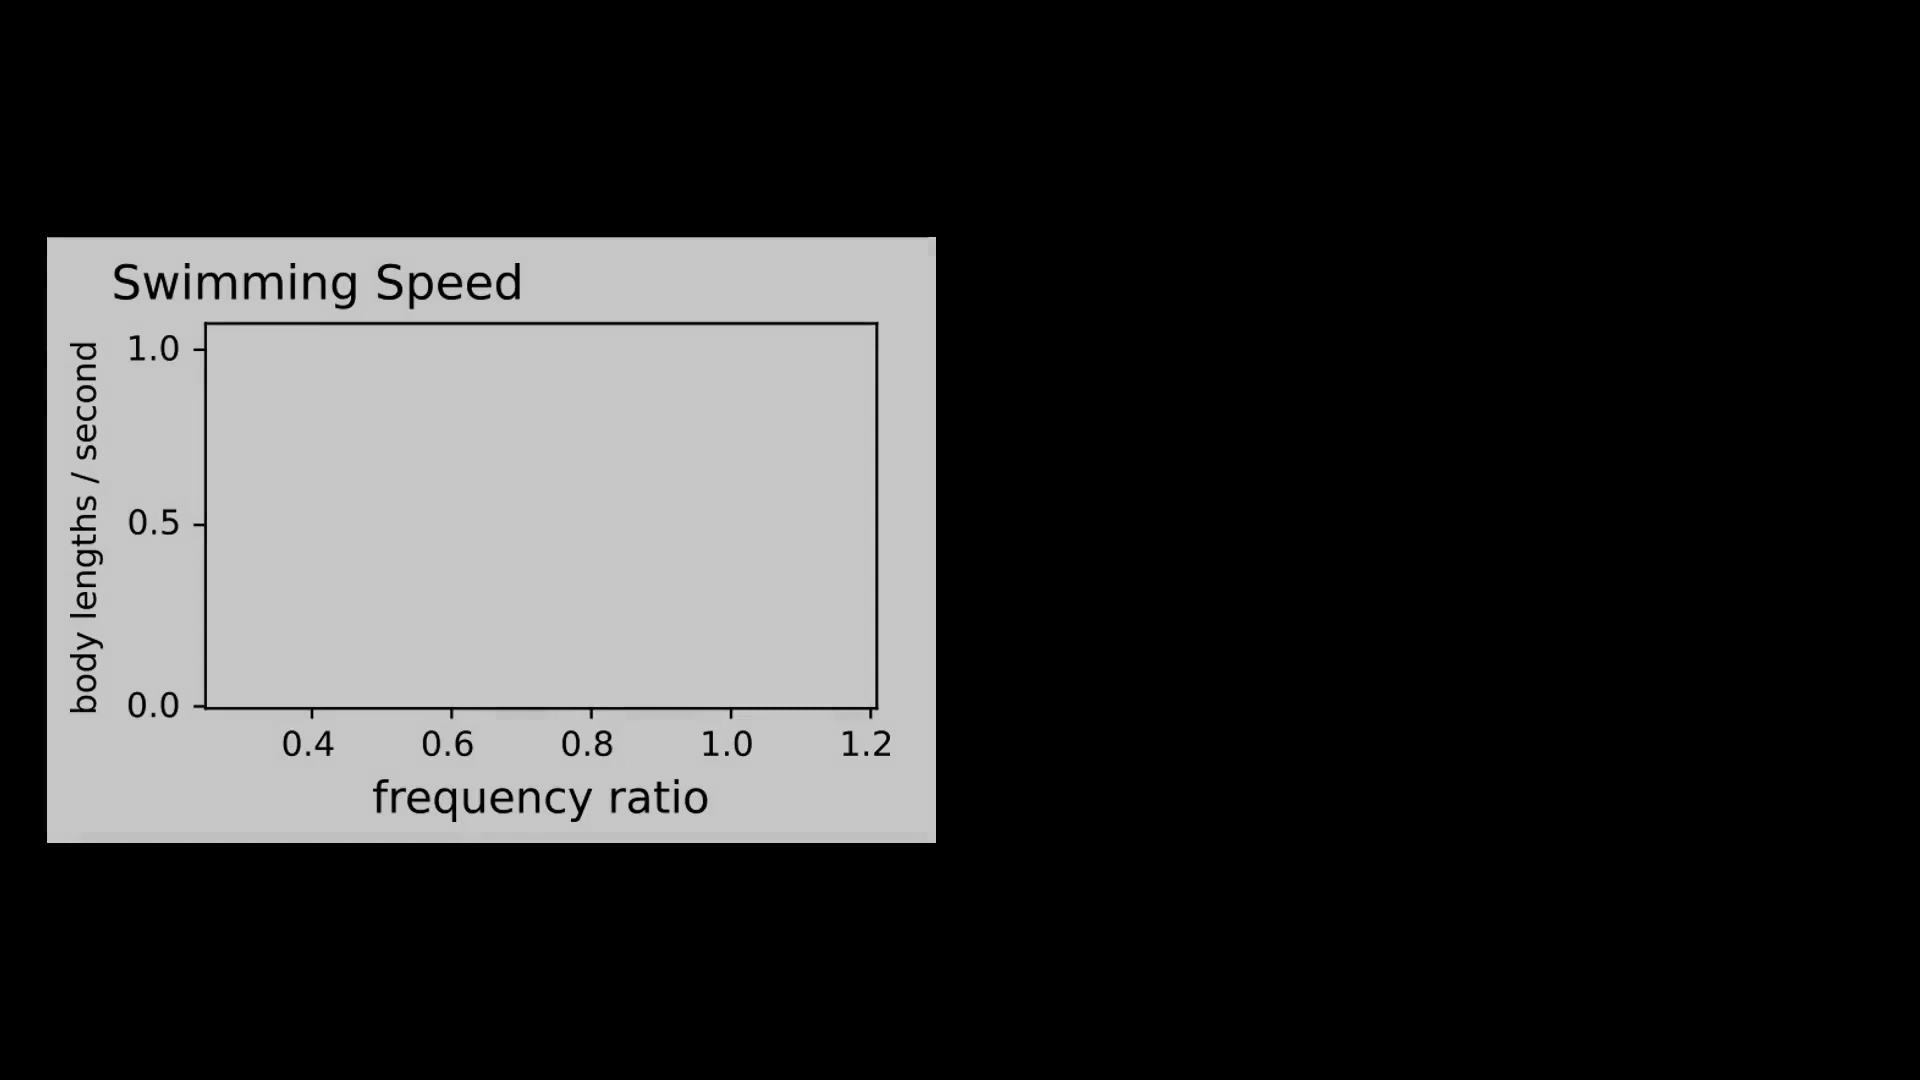 Swimming Speed
body lengths / second
1.0
0.5
0.0
0.4 0.6 0.8 1.0 1.2
frequency ratio